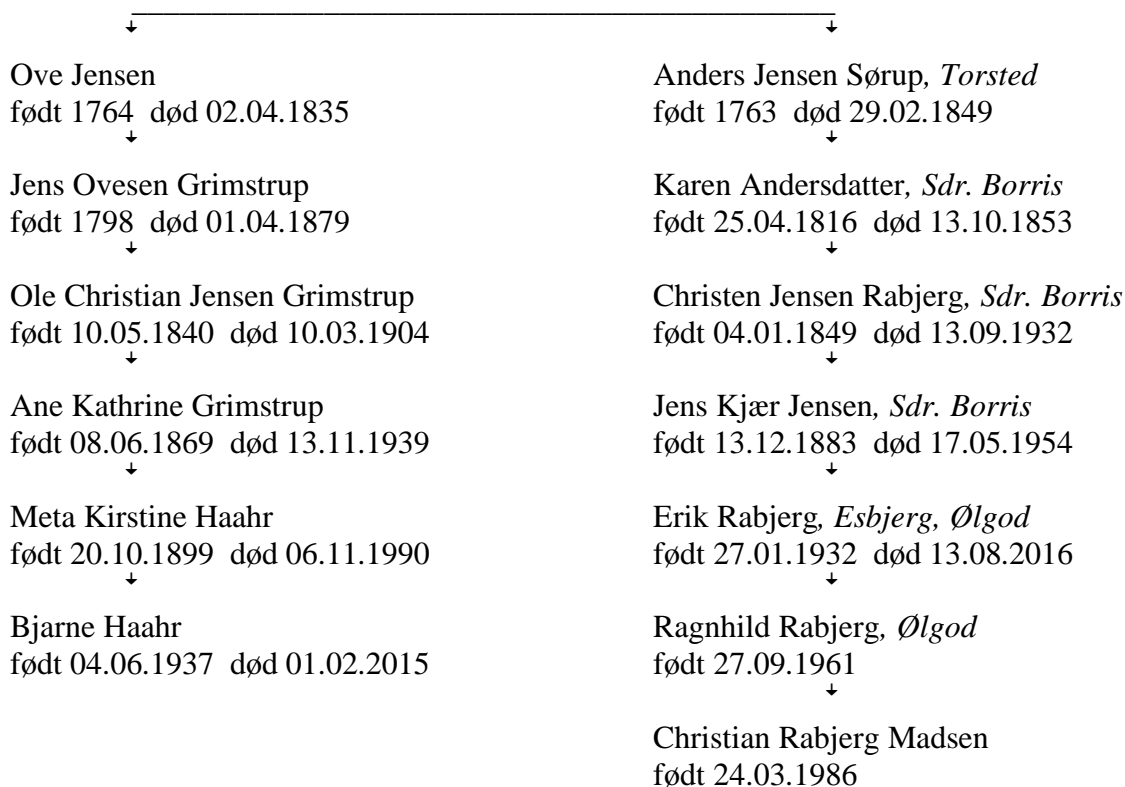 Ove Jensen
født 1764 død 02.04.1835
Jens Ovesen Grimstrup
født 1798 død 01.04.1879
Ole Christian Jensen Grimstrup
født 10.05.1840 død 10.03.1904
Ane Kathrine Grimstrup
født 08.06.1869 død 13.11.1939
Meta Kirstine Haahr
født 20.10.1899 død 06.11.1990
Bjarne Haahr
født 04.06.1937 død 01.02.2015
Anders Jensen Sørup, Torsted
født 1763 død 29.02.1849
Karen Andersdatter, Sdr. Borris
født 25.04.1816 død 13.10.1853
Christen Jensen Rabjerg, Sdr. Borris
født 04.01.1849 død 13.09.1932
Jens Kjær Jensen, Sdr. Borris
født 13.12.1883 død 17.05.1954
Erik Rabjerg, Esbjerg, Ølgod
født 27.01.1932 død 13.08.2016
Ragnhild Rabjerg, Ølgod
født 27.09.1961
Christian Rabjerg Madsen
født 24.03.1986